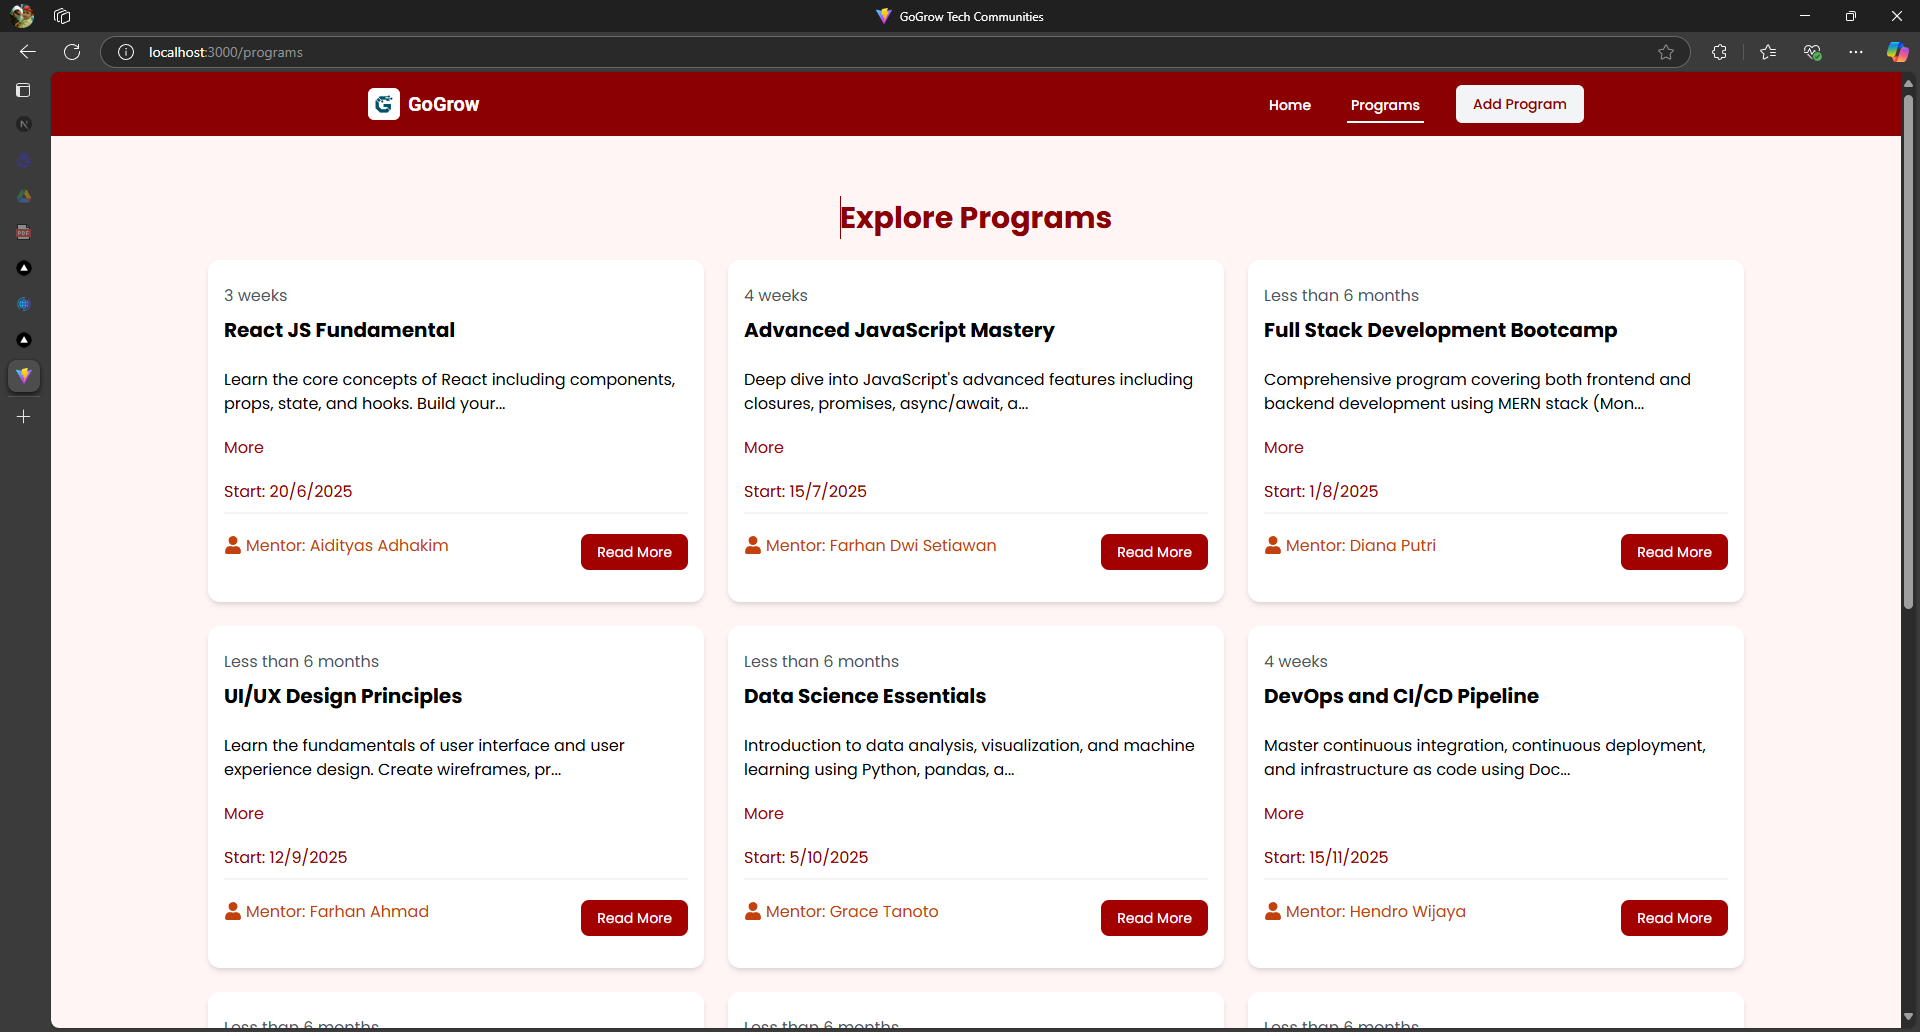 GoGrow Tech Communities
localhost:3000/programs
GoGrow
Home
Programs
Add Program
Explore Programs
3 weeks
React JS Fundamental
Learn the core concepts of React including components,
props, state, and hooks. Build your...
More
Start: 20/6/2025
Mentor: Aidityas Adhakim
Read More
4 weeks
Advanced JavaScript Mastery
Deep dive into JavaScript's advanced features including
closures, promises, async/await, a...
More
Start: 15/7/2025
Mentor: Farhan Dwi Setiawan
Read More
Less than 6 months
Full Stack Development Bootcamp
Comprehensive program covering both frontend and
backend development using MERN stack (Mon...
More
Start: 1/8/2025
Mentor: Diana Putri
Read More
Less than 6 months
UI/UX Design Principles
Learn the fundamentals of user interface and user
experience design. Create wireframes, pr...
More
Start: 12/9/2025
Mentor: Farhan Ahmad
Read More
Less than 6 months
Data Science Essentials
Introduction to data analysis, visualization, and machine
learning using Python, pandas, a...
More
Start: 5/10/2025
Mentor: Grace Tanoto
Read More
4 weeks
DevOps and CI/CD Pipeline
Master continuous integration, continuous deployment,
and infrastructure as code using Doc...
More
Start: 15/11/2025
Mentor: Hendro Wijaya
Read More
Less than 6 months
Less than 6 months
Less than 6 months